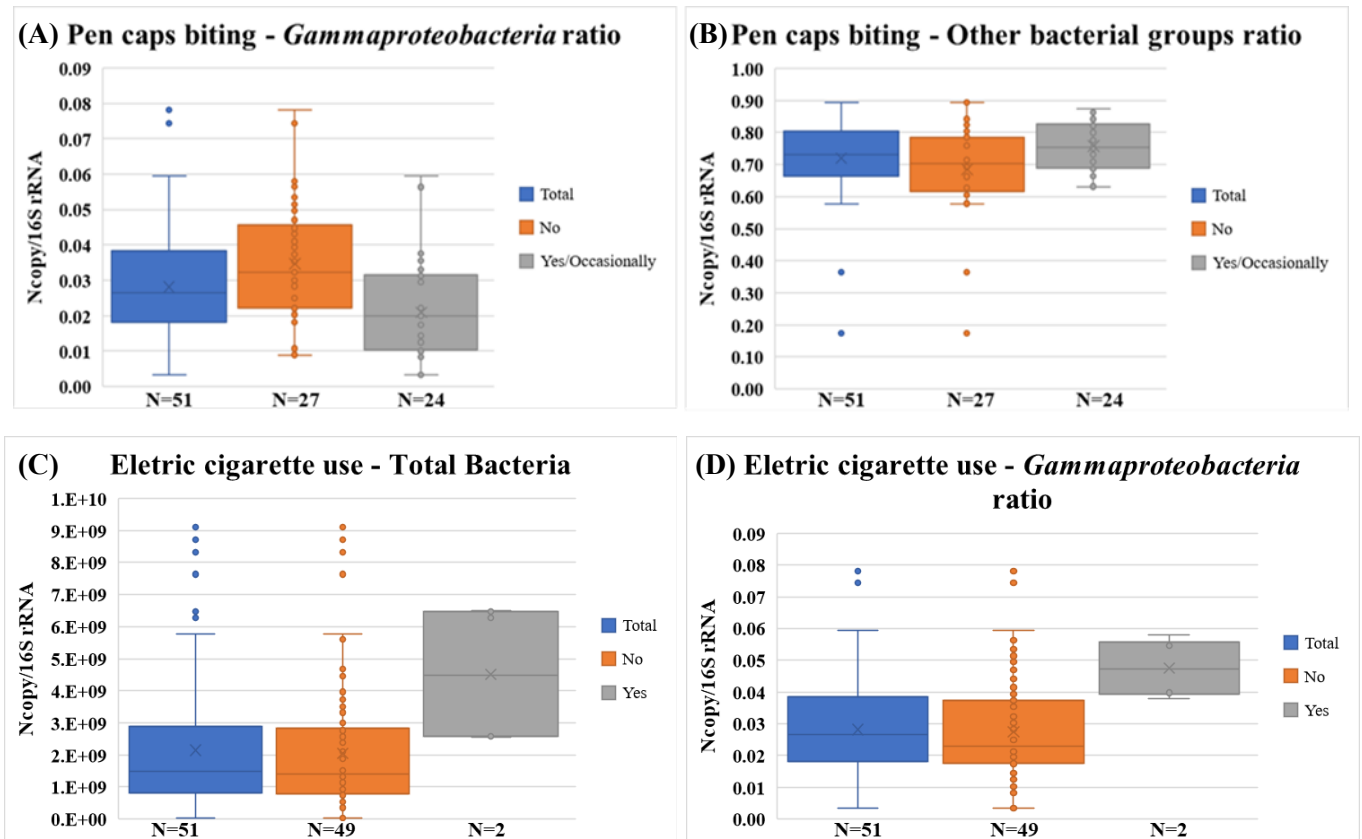 (A) Pen caps biting - Gammaproteobacteria ratio
0.09
0.08
0.07
0.06
0.05
0.04
0.03
0.02
0.01
0.00
Ncopy/16S rRNA
N=51 N=27 N=24
Total
No
Yes/Occasionally
(B) Pen caps biting - Other bacterial groups ratio
1.00
0.90
0.80
0.70
0.60
0.50
0.40
0.30
0.20
0.10
0.00
Ncopy/16S rRNA
N=51 N=27 N=24
Total
No
Yes/Occasionally
(C) Eletric cigarette use - Total Bacteria
1.E+10
9.E+09
8.E+09
7.E+09
6.E+09
5.E+09
4.E+09
3.E+09
2.E+09
1.E+09
0.E+00
Ncopy/16S rRNA
N=51 N=49 N=2
Total
No
Yes
(D) Eletric cigarette use - Gammaproteobacteria
ratio
0.09
0.08
0.07
0.06
0.05
0.04
0.03
0.02
0.01
0.00
Ncopy/16S rRNA
N=51 N=49 N=2
Total
No
Yes